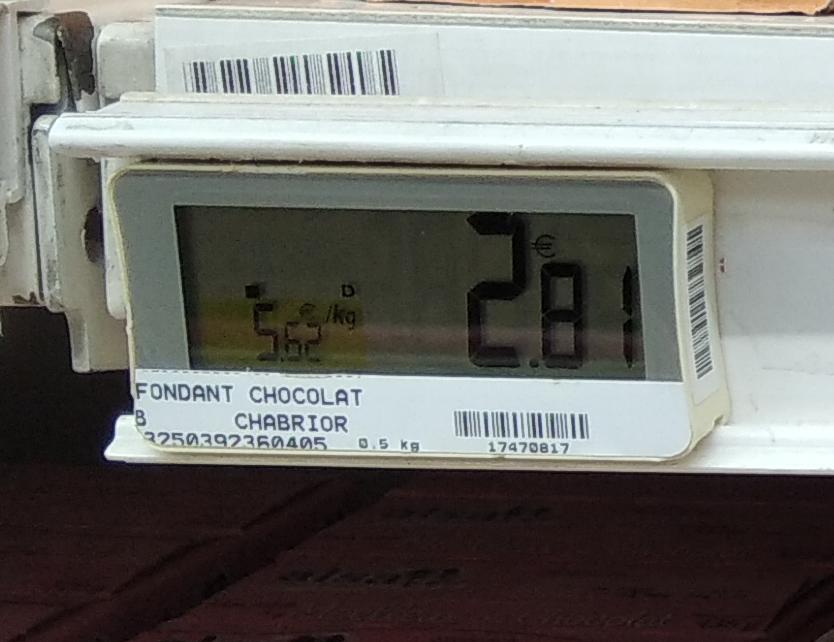 2.81 €
D
5.62 €/kg
FONDANT CHOCOLAT
B CHABRIOR
3250392360405 0.5 kg
17470817